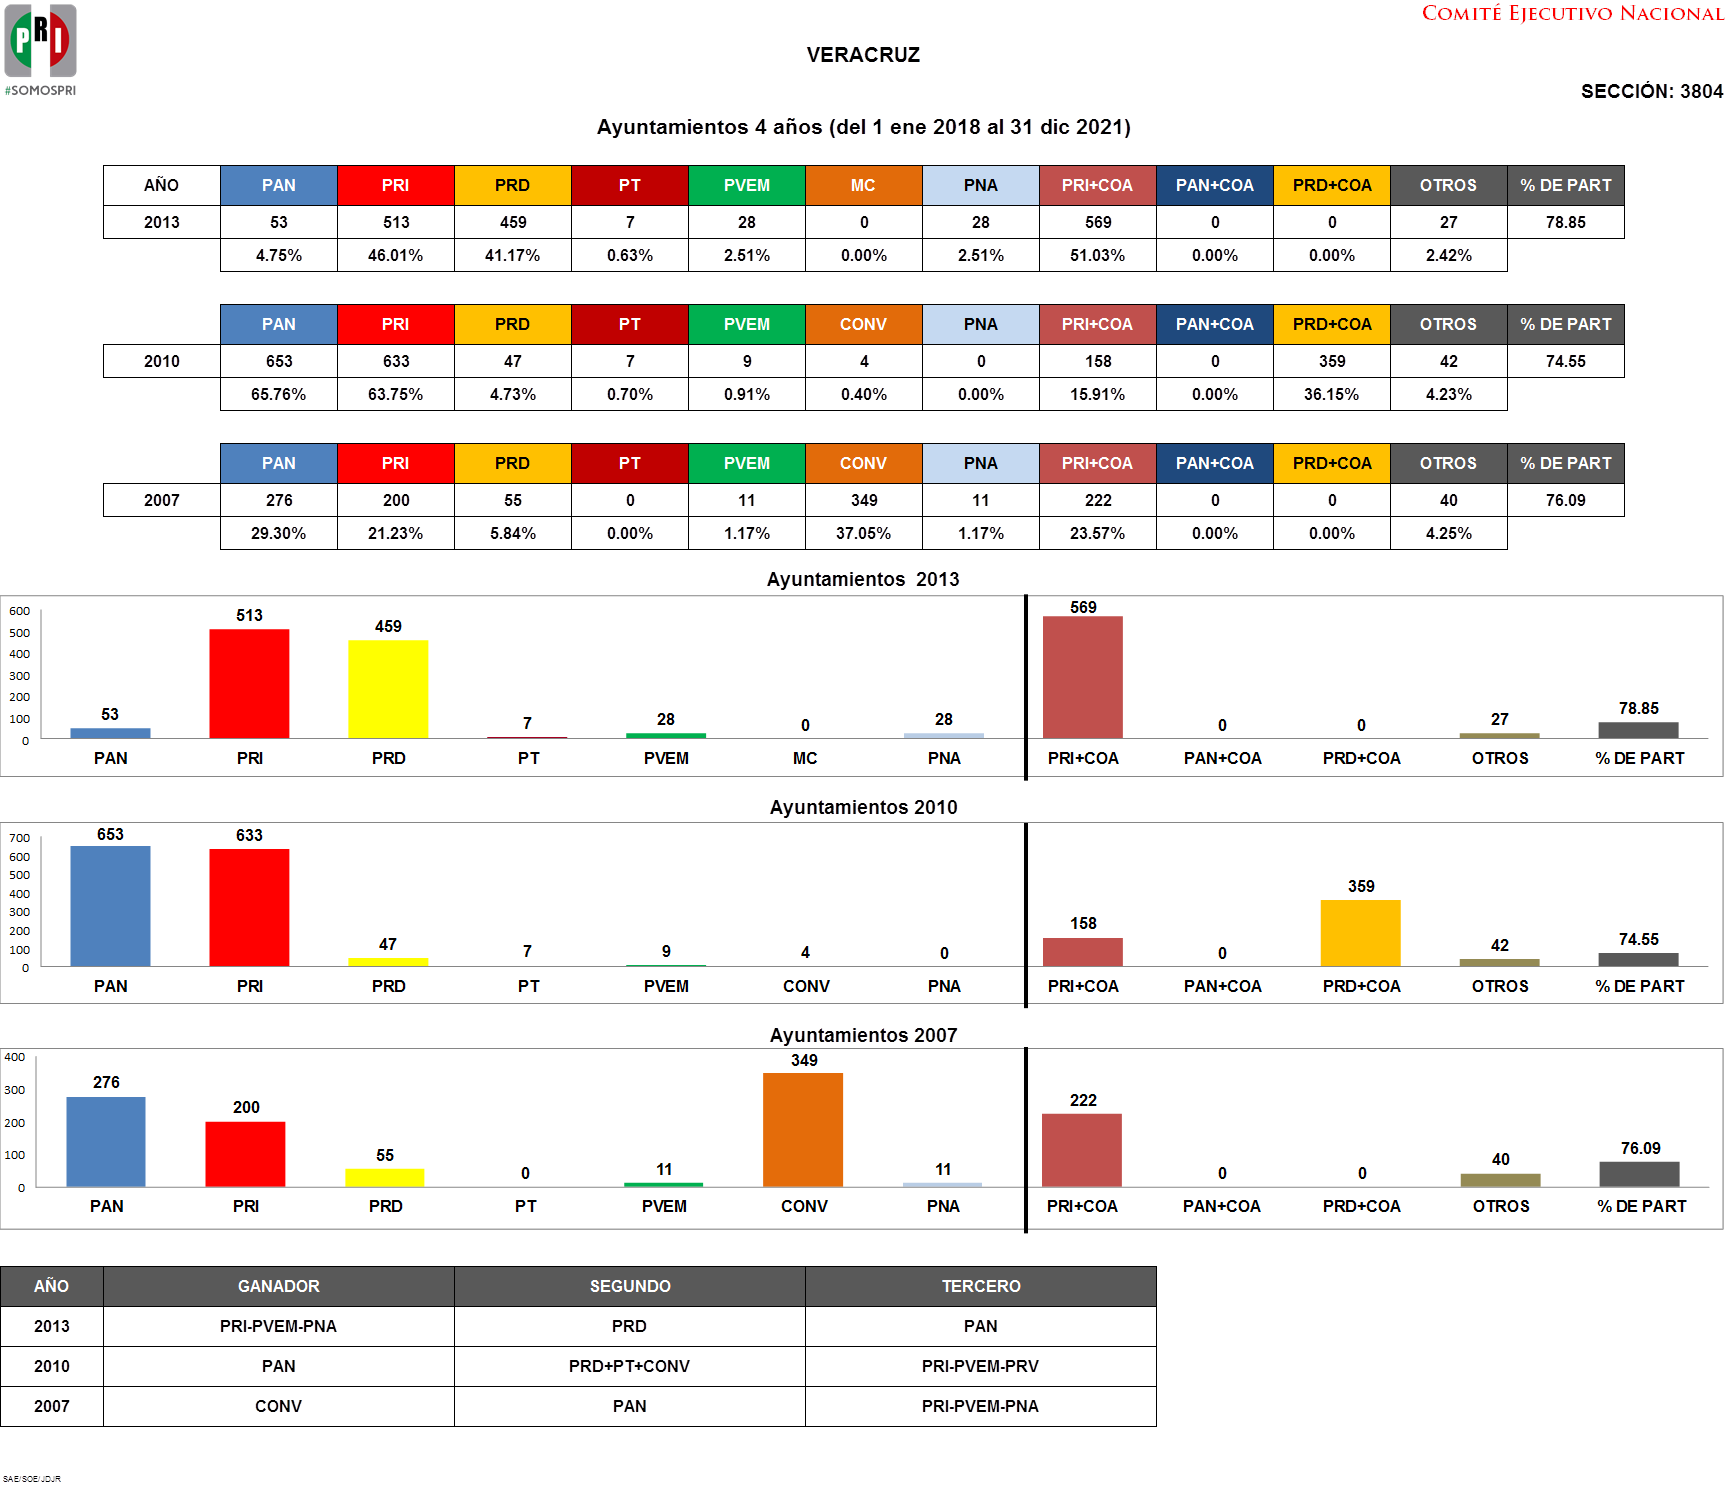 PRI
#SOMOSPRI
COMITÉ EJECUTIVO NACIONAL
VERACRUZ
SECCIÓN: 3804
Ayuntamientos 4 años (del 1 ene 2018 al 31 dic 2021)
AÑO PAN PRI PRD PT PVEM MC PNA PRI+COA PAN+COA PRD+COA OTROS % DE PART
2013 53 513 459 7 28 0 28 569 0 0 27 78.85
4.75% 46.01% 41.17% 0.63% 2.51% 0.00% 2.51% 51.03% 0.00% 0.00% 2.42%
PAN PRI PRD PT PVEM CONV PNA PRI+COA PAN+COA PRD+COA OTROS % DE PART
2010 653 633 47 7 9 4 0 158 0 359 42 74.55
65.76% 63.75% 4.73% 0.70% 0.91% 0.40% 0.00% 15.91% 0.00% 36.15% 4.23%
PAN PRI PRD PT PVEM CONV PNA PRI+COA PAN+COA PRD+COA OTROS % DE PART
2007 276 200 55 0 11 349 11 222 0 0 40 76.09
29.30% 21.23% 5.84% 0.00% 1.17% 37.05% 1.17% 23.57% 0.00% 0.00% 4.25%
Ayuntamientos 2013
600
500
400
300
200
100
0
53 513 459 7 28 0 28 569 0 0 27 78.85
PAN PRI PRD PT PVEM MC PNA PRI+COA PAN+COA PRD+COA OTROS % DE PART
Ayuntamientos 2010
700
600
500
400
300
200
100
0
653 633 47 7 9 4 0 158 0 359 42 74.55
PAN PRI PRD PT PVEM CONV PNA PRI+COA PAN+COA PRD+COA OTROS % DE PART
Ayuntamientos 2007
400
300
200
100
0
276 200 55 0 11 349 11 222 0 0 40 76.09
PAN PRI PRD PT PVEM CONV PNA PRI+COA PAN+COA PRD+COA OTROS % DE PART
AÑO GANADOR SEGUNDO TERCERO
2013 PRI-PVEM-PNA PRD PAN
2010 PAN PRD+PT+CONV PRI-PVEM-PRV
2007 CONV PAN PRI-PVEM-PNA
SAE/SOE/JDJR